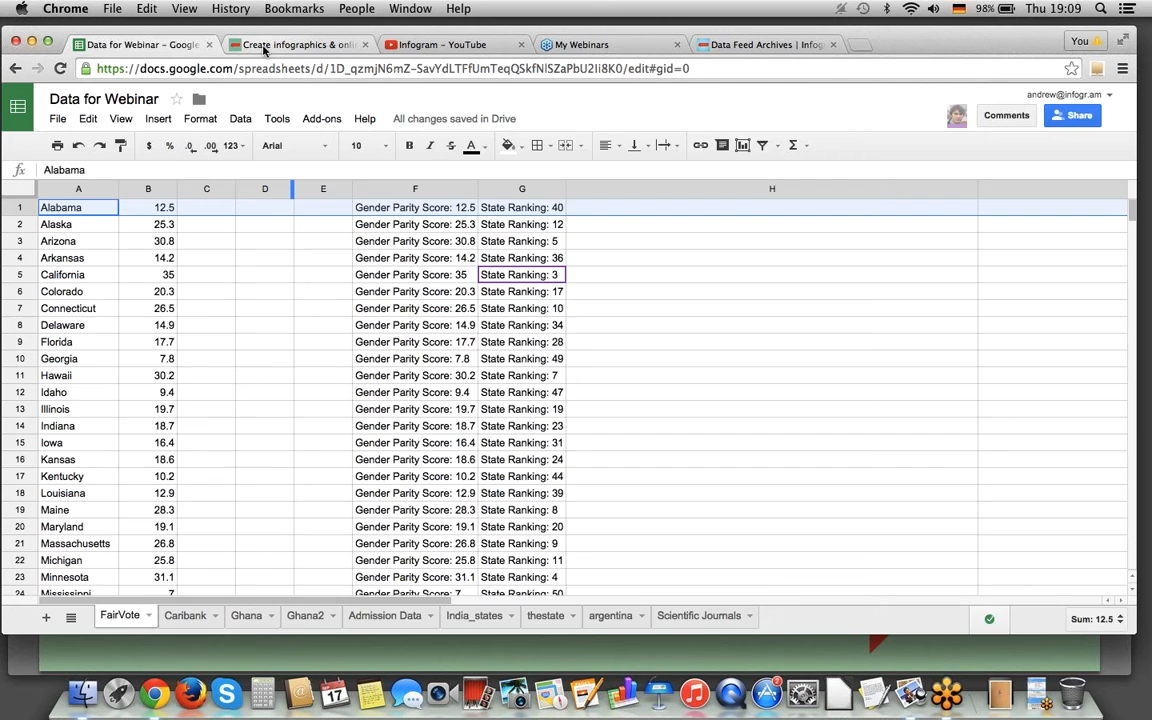 Chrome File Edit View History Bookmarks People Window Help 98% Thu 19:09
Data for Webinar – Google Create infographics & onli Infogram – YouTube My Webinars Data Feed Archives | Infog You
https://docs.google.com/spreadsheets/d/1D_qzmjN6mZ-SavYdLTFfUmTeqQSkfNlSZaPbU2Ii8K0/edit#gid=0
Data for Webinar andrew@infogr.am
File Edit View Insert Format Data Tools Add-ons Help All changes saved in Drive Comments Share
$ % .0 .00 123 Arial 10 B I S A Σ
fx Alabama
A B C D E F G H
1 Alabama 12.5 Gender Parity Score: 12.5 State Ranking: 40
2 Alaska 25.3 Gender Parity Score: 25.3 State Ranking: 12
3 Arizona 30.8 Gender Parity Score: 30.8 State Ranking: 5
4 Arkansas 14.2 Gender Parity Score: 14.2 State Ranking: 36
5 California 35 Gender Parity Score: 35 State Ranking: 3
6 Colorado 20.3 Gender Parity Score: 20.3 State Ranking: 17
7 Connecticut 26.5 Gender Parity Score: 26.5 State Ranking: 10
8 Delaware 14.9 Gender Parity Score: 14.9 State Ranking: 34
9 Florida 17.7 Gender Parity Score: 17.7 State Ranking: 28
10 Georgia 7.8 Gender Parity Score: 7.8 State Ranking: 49
11 Hawaii 30.2 Gender Parity Score: 30.2 State Ranking: 7
12 Idaho 9.4 Gender Parity Score: 9.4 State Ranking: 47
13 Illinois 19.7 Gender Parity Score: 19.7 State Ranking: 19
14 Indiana 18.7 Gender Parity Score: 18.7 State Ranking: 23
15 Iowa 16.4 Gender Parity Score: 16.4 State Ranking: 31
16 Kansas 18.6 Gender Parity Score: 18.6 State Ranking: 24
17 Kentucky 10.2 Gender Parity Score: 10.2 State Ranking: 44
18 Louisiana 12.9 Gender Parity Score: 12.9 State Ranking: 39
19 Maine 28.3 Gender Parity Score: 28.3 State Ranking: 8
20 Maryland 19.1 Gender Parity Score: 19.1 State Ranking: 20
21 Massachusetts 26.8 Gender Parity Score: 26.8 State Ranking: 9
22 Michigan 25.8 Gender Parity Score: 25.8 State Ranking: 11
23 Minnesota 31.1 Gender Parity Score: 31.1 State Ranking: 4
24 Mississippi 7 Gender Parity Score: 7 State Ranking: 50
FairVote Caribank Ghana Ghana2 Admission Data India_states thestate argentina Scientific Journals Sum: 12.5
17
2